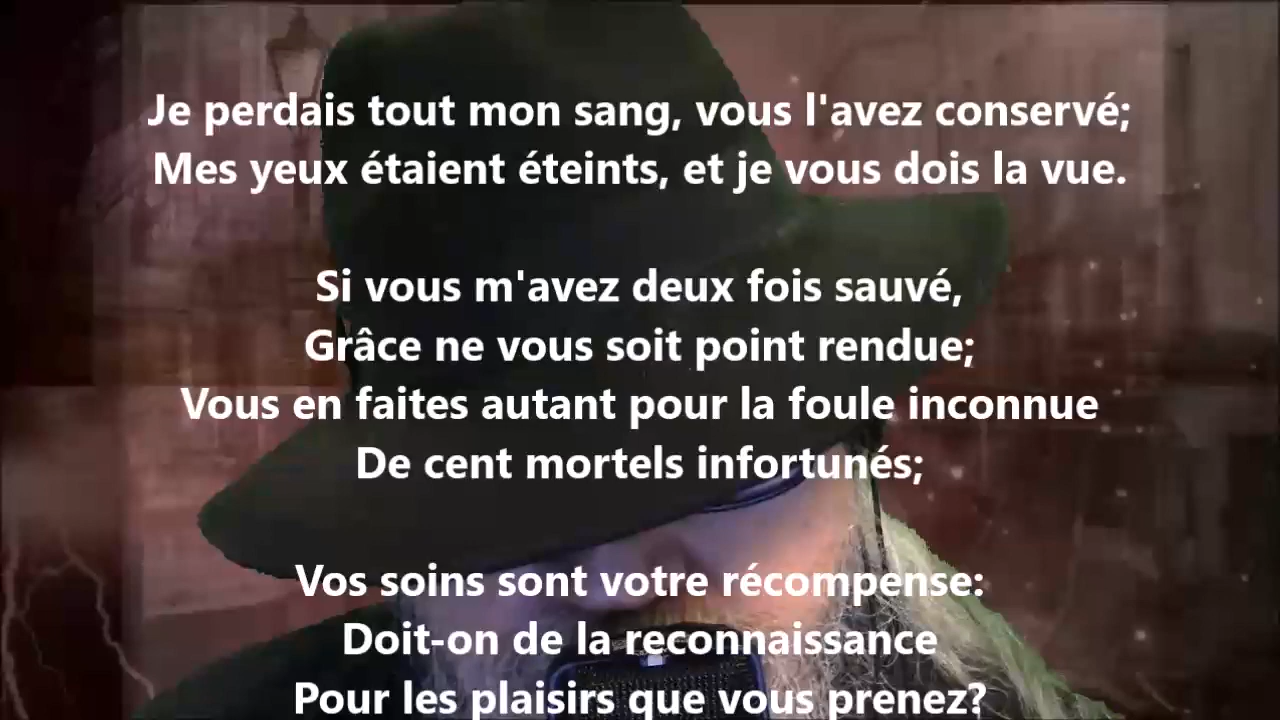 Je perdais tout mon sang, vous l'avez conservé;
Mes yeux étaient éteints, et je vous dois la vue.
Si vous m'avez deux fois sauvé,
Grâce ne vous soit point rendue;
Vous en faites autant pour la foule inconnue
De cent mortels infortunés;
Vos soins sont votre récompense:
Doit-on de la reconnaissance
Pour les plaisirs que vous prenez?